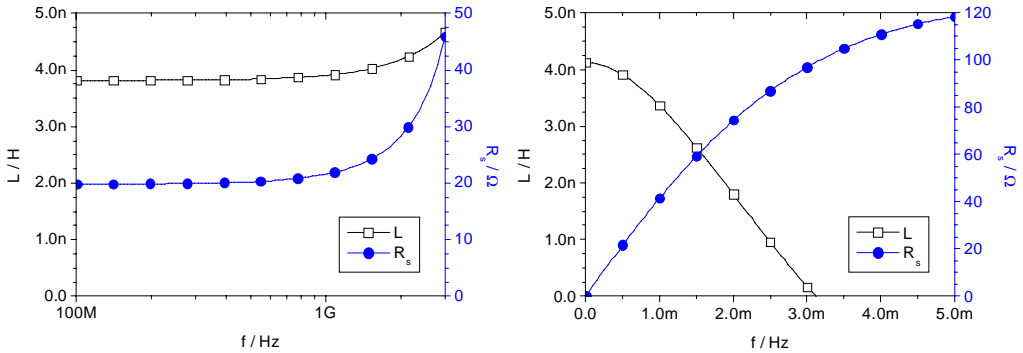 5.0n
4.0n
3.0n
2.0n
1.0n
0.0
L / H
100M
1G
f / Hz
50
40
30
20
10
0
R_s / Ω
L
R_s
5.0n
4.0n
3.0n
2.0n
1.0n
0.0
L / H
0.0
1.0m
2.0m
3.0m
4.0m
5.0m
f / Hz
120
100
80
60
40
20
0
R_s / Ω
L
R_s